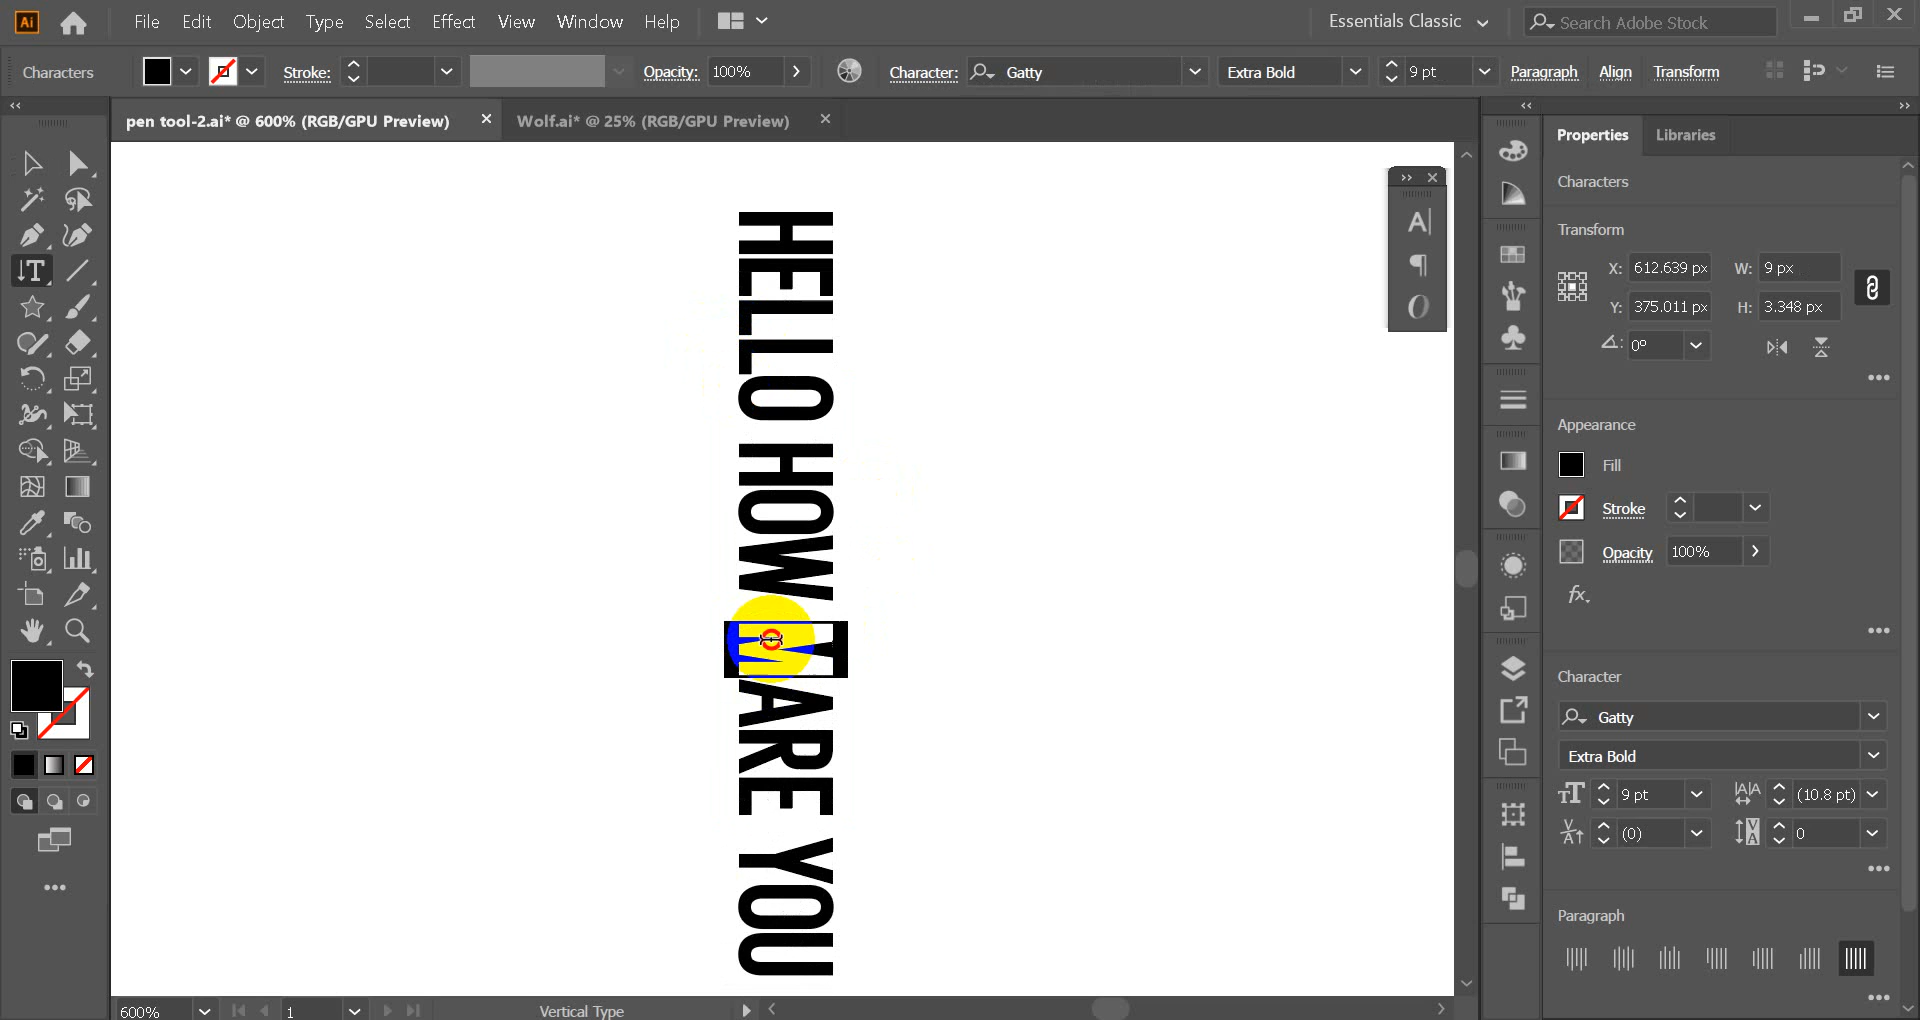 Ai File Edit Object Type Select Effect View Window Help Essentials Classic Search Adobe Stock
Characters Stroke: Opacity: 100% Character: Gatty Extra Bold 9 pt Paragraph Align Transform
pen tool-2.ai* @ 600% (RGB/GPU Preview) Wolf.ai* @ 25% (RGB/GPU Preview)
Properties Libraries
Characters
Transform
X: 612.639 px W: 9 px
Y: 375.011 px H: 3.348 px
0°
Appearance
Fill
Stroke
Opacity 100%
fx.
Character
Gatty
Extra Bold
9 pt (10.8 pt)
(0) 0
Paragraph
HELLO HOW ARE YOU
600% 1 Vertical Type